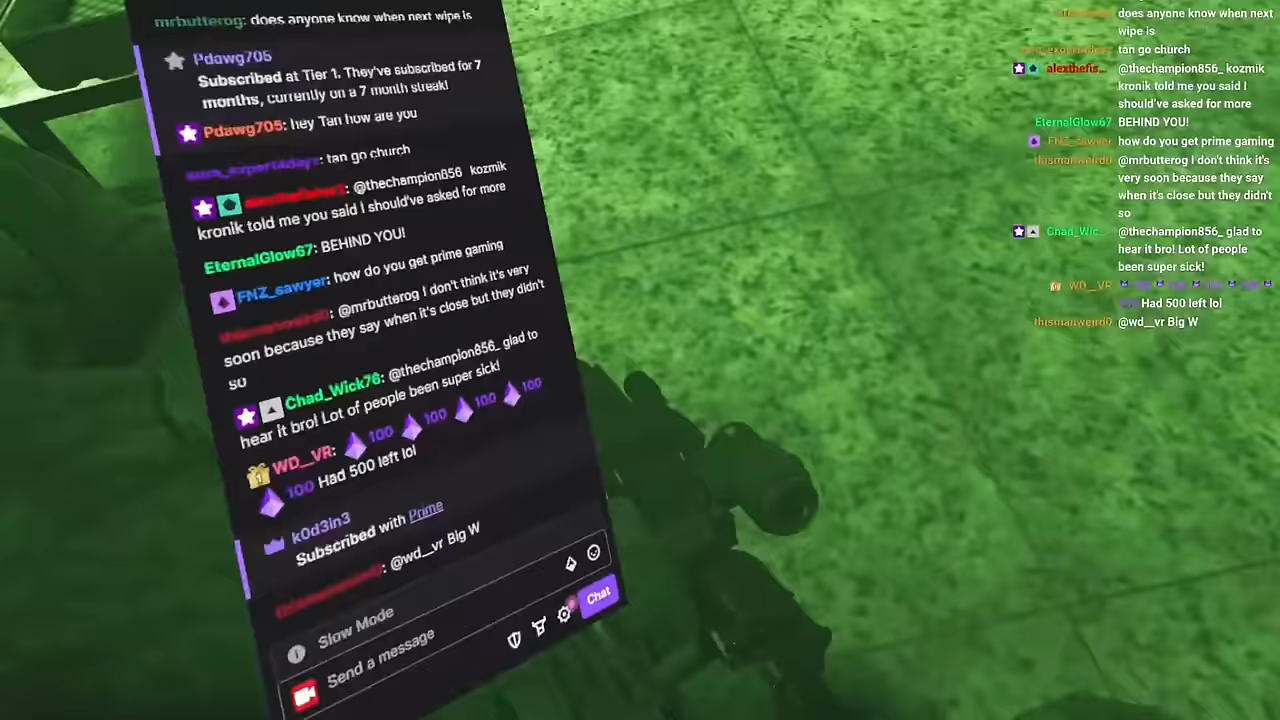 mrbutterog: does anyone know when next wipe is
Pdawg705
Subscribed at Tier 1. They've subscribed for 7
months, currently on a 7 month streak!
Pdawg705: hey Tan how are you
tan go church
: @thechampion856_ kozmik
kronik told me you said I should've asked for more
EternalGlow67: BEHIND YOU!
FNZ_sawyer: how do you get prime gaming
: @mrbutterog I don't think it's very
soon because they say when it's close but they didn't
so
Chad_Wick76: @thechampion856_ glad to
hear it bro! Lot of people been super sick!
WD__VR: 100 100 100 100
100 Had 500 left lol
k0d3in3
Subscribed with Prime
: @wd__vr Big W
Slow Mode
Send a message
Chat
does anyone know when next
wipe is
tan go church
alexthefis... @thechampion856_ kozmik
kronik told me you said I
should've asked for more
EternalGlow67 BEHIND YOU!
FNZ_sawyer how do you get prime gaming
thismanweird0 @mrbutterog I don't think it's
very soon because they say
when it's close but they didn't
so
Chad_Wic... @thechampion856_ glad to
hear it bro! Lot of people
been super sick!
WD__VR
Had 500 left lol
thismanweird0 @wd__vr Big W